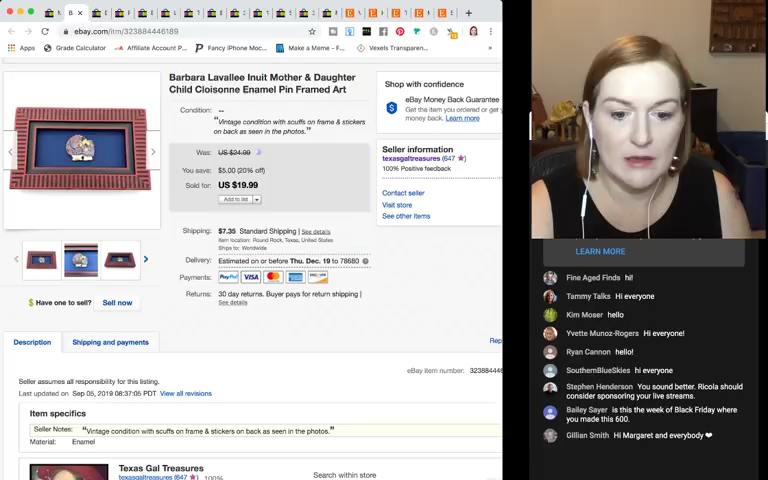 ebay.com/itm/323884446189
Apps
Grade Calculator
Affiliate Account P...
Fancy iPhone Moc...
Make a Meme - F...
Vexels Transparen...
Barbara Lavallee Inuit Mother & Daughter
Child Cloisonne Enamel Pin Framed Art
Condition: --
"Vintage condition with scuffs on frame & stickers
on back as seen in the photos."
Was: US $24.99
You save: $5.00 (20% off)
Sold for: US $19.99
Add to list
Shipping: $7.35 Standard Shipping | See details
Item location: Round Rock, Texas, United States
Ships to: Worldwide
Delivery: Estimated on or before Thu. Dec. 19 to 78680
Payments: PayPal VISA
Returns: 30 day returns. Buyer pays for return shipping |
See details
Shop with confidence
eBay Money Back Guarantee
Get the item you ordered or get y
money back. Learn more
Seller information
texasgaltreasures (647 )
100% Positive feedback
Contact seller
Visit store
See other items
Have one to sell? Sell now
Description
Shipping and payments
Rep
eBay item number: 323884446
Seller assumes all responsibility for this listing.
Last updated on Sep 05, 2019 08:37:05 PDT View all revisions
Item specifics
Seller Notes: "Vintage condition with scuffs on frame & stickers on back as seen in the photos."
Material: Enamel
Texas Gal Treasures
texasgaltreasures (647 ) 100%
Search within store
LEARN MORE
Fine Aged Finds hi!
Tammy Talks Hi everyone
Kim Moser hello
Yvette Munoz-Rogers Hi everyone!
Ryan Cannon hello!
SouthernBlueSkies hi everyone
Stephen Henderson You sound better. Ricola should
consider sponsoring your live streams.
Bailey Sayer is this the week of Black Friday where
you made this 600.
Gillian Smith Hi Margaret and everybody ❤